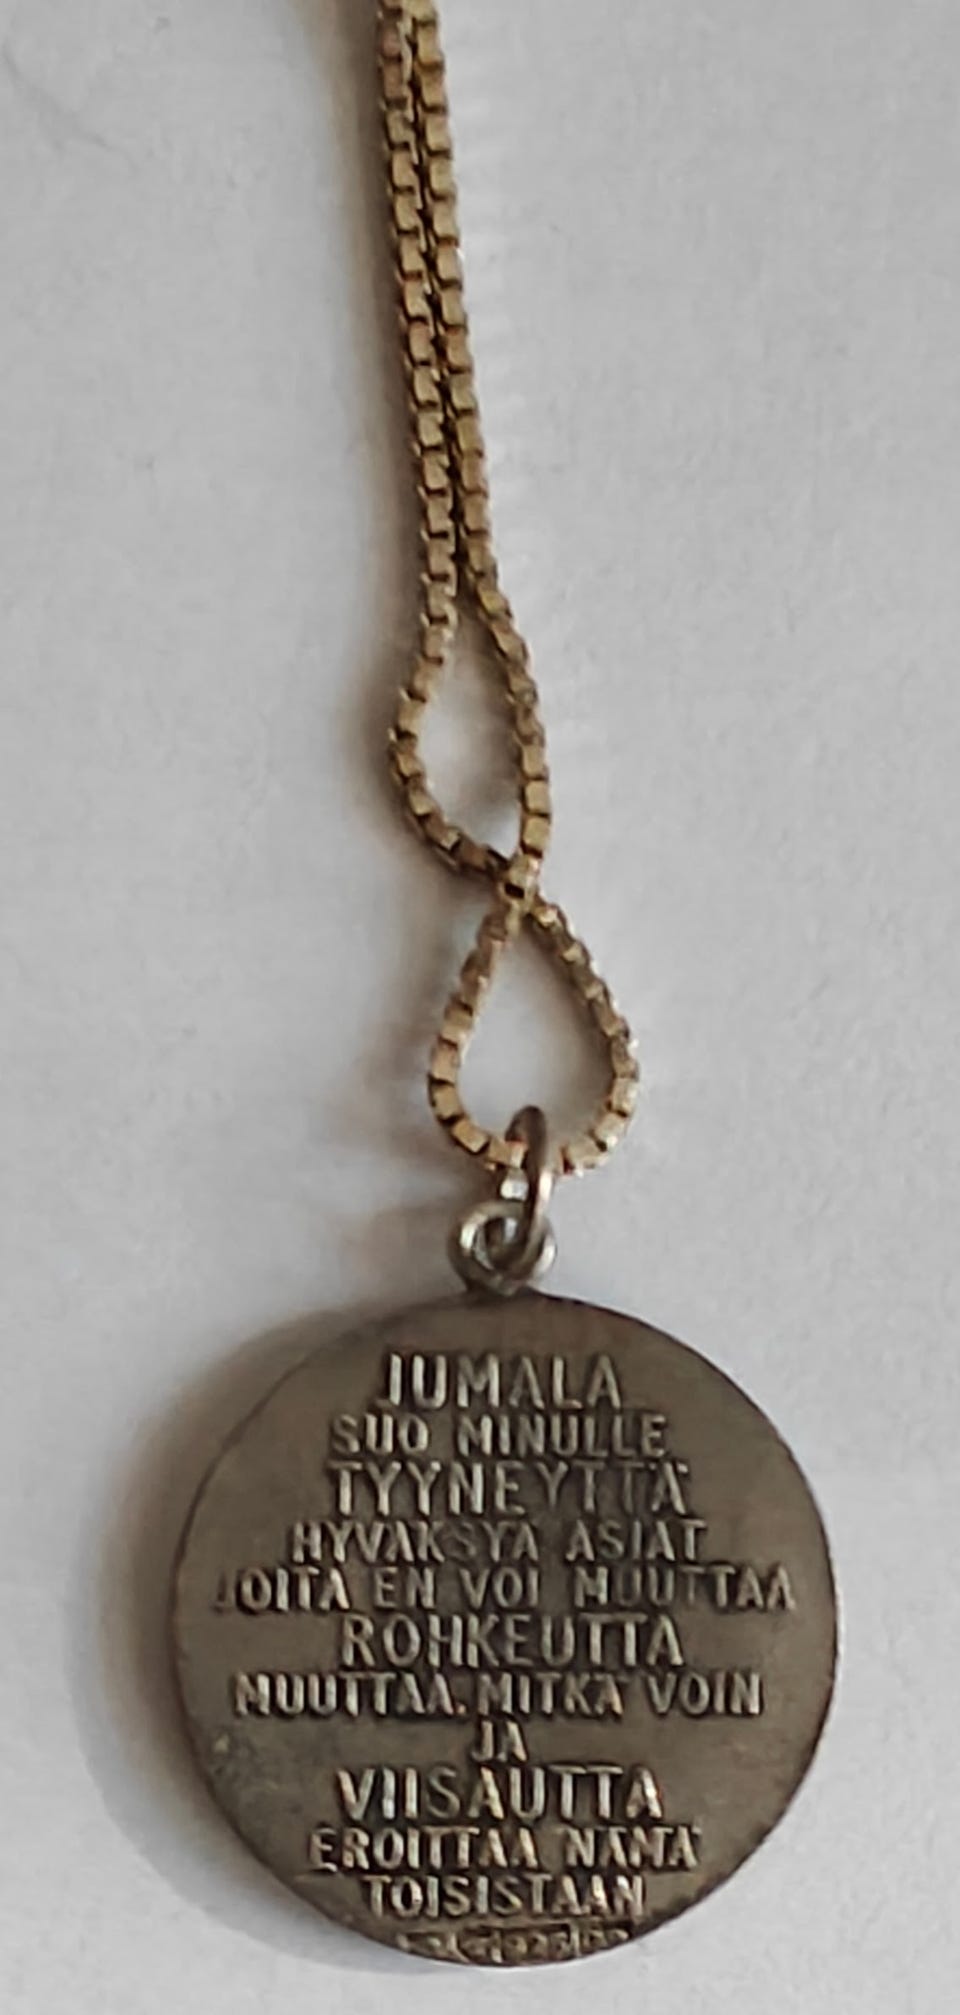 JUMALA
SUO MINULLE
TYYNEYTTÄ
HYVÄKSYÄ ASIAT
JOITA EN VOI MUUTTAA
ROHKEUTTA
MUUTTAA, MITKÄ VOIN
JA
VIISAUTTA
EROITTAA NÄMÄ
TOISISTAAN
925